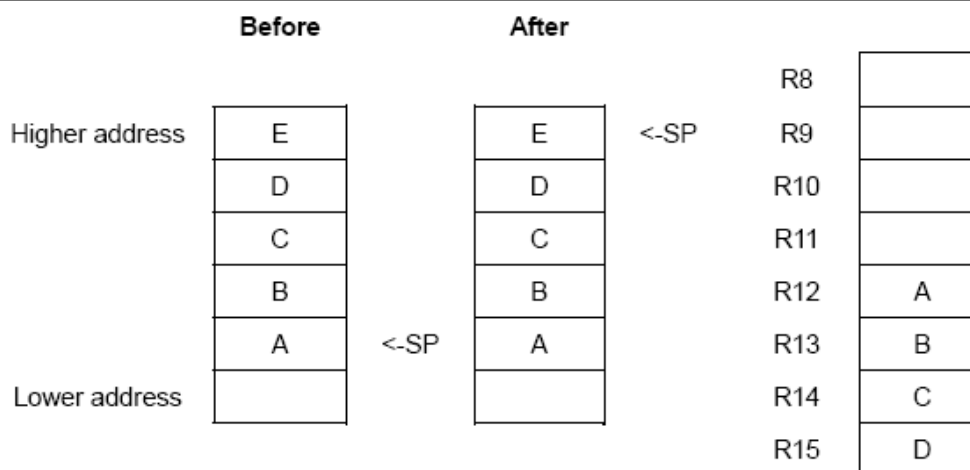 Before After
R8
Higher address E E <-SP R9
D D R10
C C R11
B B R12 A
A <-SP A R13 B
Lower address R14 C
R15 D